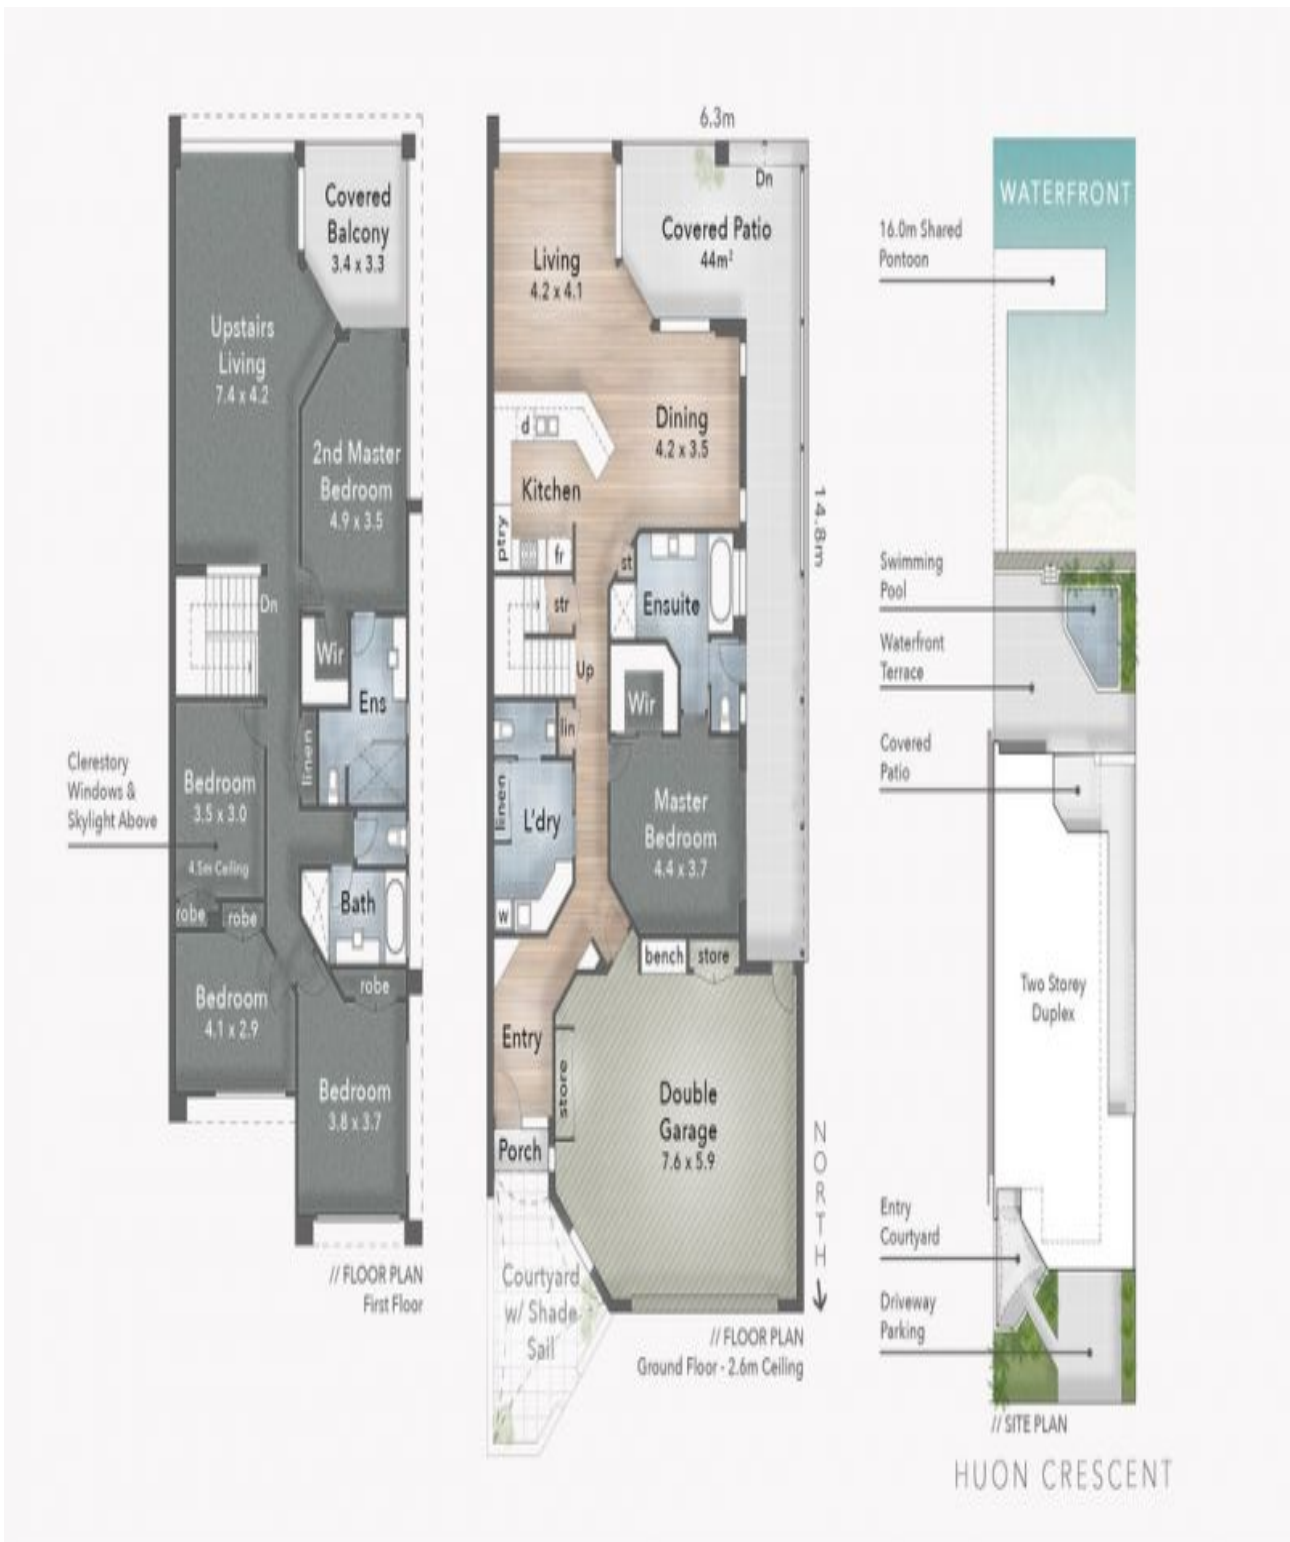 Covered
Balcony
3.4 x 3.3
Upstairs
Living
7.4 x 4.2
2nd Master
Bedroom
4.9 x 3.5
Dn
Wir
Ens
linen
Clerestory
Windows &
Skylight Above
Bedroom
3.5 x 3.0
4.5m Ceiling
robe
robe
Bath
robe
Bedroom
4.1 x 2.9
Bedroom
3.8 x 3.7
// FLOOR PLAN
First Floor
6.3m
Dn
Covered Patio
44m²
Living
4.2 x 4.1
d
Dining
4.2 x 3.5
Kitchen
ptry
fr
14.8m
st
str
Ensuite
Up
Wir
lin
linen
L'dry
Master
Bedroom
4.4 x 3.7
w
bench
store
Entry
store
Double
Garage
7.6 x 5.9
Porch
NORTH
Courtyard
w/ Shade
Sail
// FLOOR PLAN
Ground Floor - 2.6m Ceiling
WATERFRONT
16.0m Shared
Pontoon
Swimming
Pool
Waterfront
Terrace
Covered
Patio
Two Storey
Duplex
Entry
Courtyard
Driveway
Parking
// SITE PLAN
HUON CRESCENT